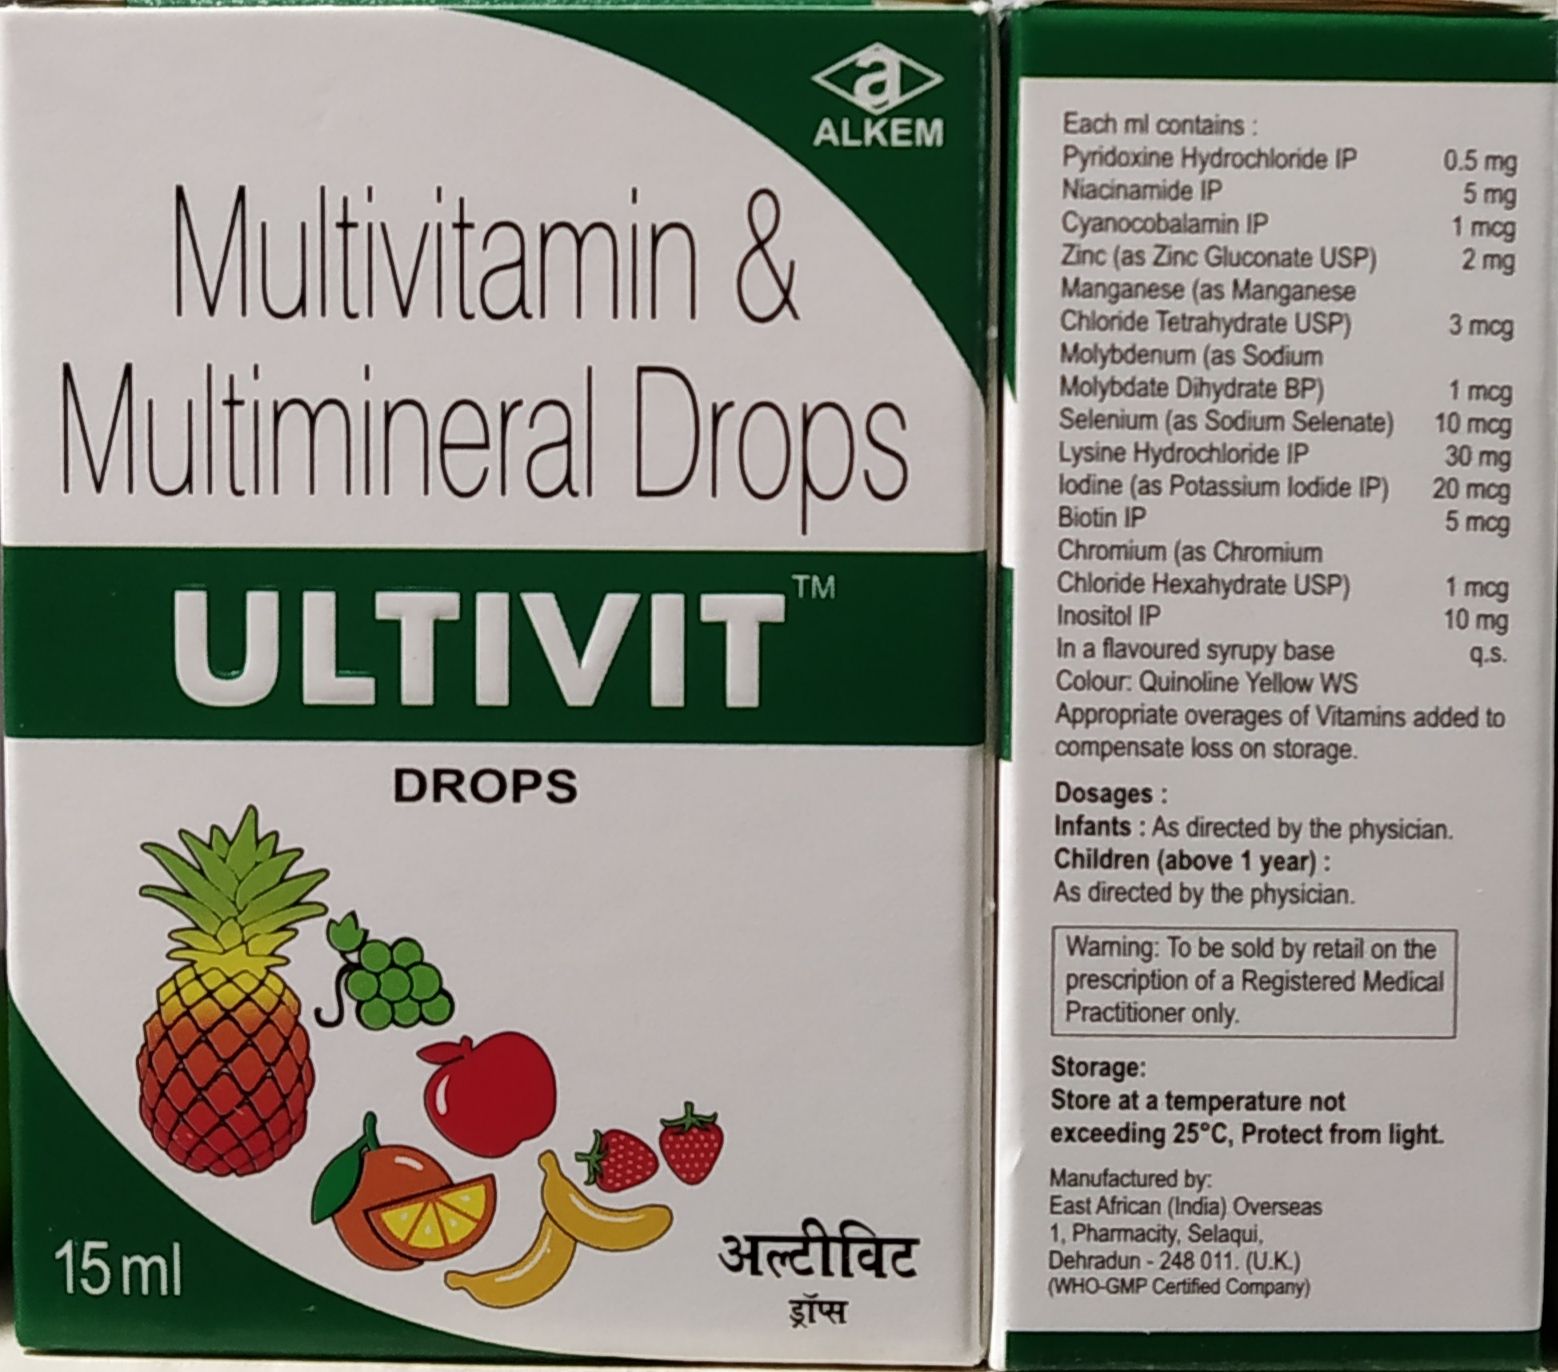 a
ALKEM
Multivitamin &
Multimineral Drops
ULTIVIT™
DROPS
15 ml
अल्टीविट
ड्रॉप्स
Each ml contains :
Pyridoxine Hydrochloride IP 0.5 mg
Niacinamide IP 5 mg
Cyanocobalamin IP 1 mcg
Zinc (as Zinc Gluconate USP) 2 mg
Manganese (as Manganese
Chloride Tetrahydrate USP) 3 mcg
Molybdenum (as Sodium
Molybdate Dihydrate BP) 1 mcg
Selenium (as Sodium Selenate) 10 mcg
Lysine Hydrochloride IP 30 mg
Iodine (as Potassium Iodide IP) 20 mcg
Biotin IP 5 mcg
Chromium (as Chromium
Chloride Hexahydrate USP) 1 mcg
Inositol IP 10 mg
In a flavoured syrupy base q.s.
Colour: Quinoline Yellow WS
Appropriate overages of Vitamins added to
compensate loss on storage.
Dosages :
Infants : As directed by the physician.
Children (above 1 year) :
As directed by the physician.
Warning: To be sold by retail on the
prescription of a Registered Medical
Practitioner only.
Storage:
Store at a temperature not
exceeding 25°C, Protect from light.
Manufactured by:
East African (India) Overseas
1, Pharmacity, Selaqui,
Dehradun - 248 011. (U.K.)
(WHO-GMP Certified Company)